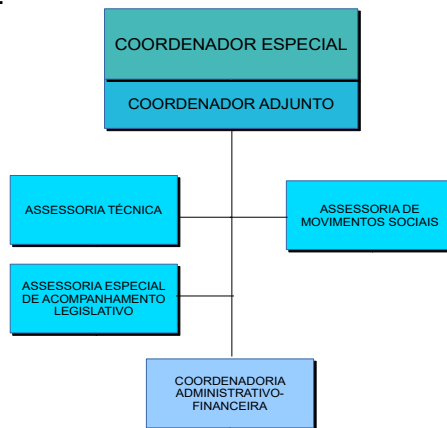 COORDENADOR ESPECIAL
COORDENADOR ADJUNTO
ASSESSORIA TÉCNICA
ASSESSORIA DE
MOVIMENTOS SOCIAIS
ASSESSORIA ESPECIAL
DE ACOMPANHAMENTO
LEGISLATIVO
COORDENADORIA
ADMINISTRATIVO-
FINANCEIRA